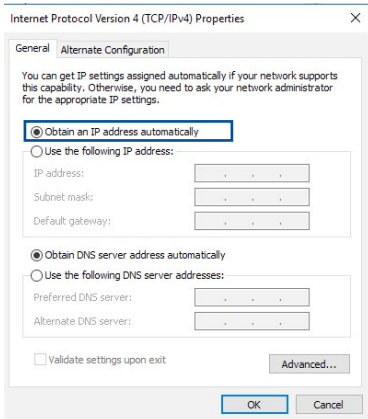 Internet Protocol Version 4 (TCP/IPv4) Properties
General
Alternate Configuration
You can get IP settings assigned automatically if your network supports
this capability. Otherwise, you need to ask your network administrator
for the appropriate IP settings.
Obtain an IP address automatically
Use the following IP address:
IP address:
Subnet mask:
Default gateway:
Obtain DNS server address automatically
Use the following DNS server addresses:
Preferred DNS server:
Alternate DNS server:
Validate settings upon exit
Advanced...
OK
Cancel